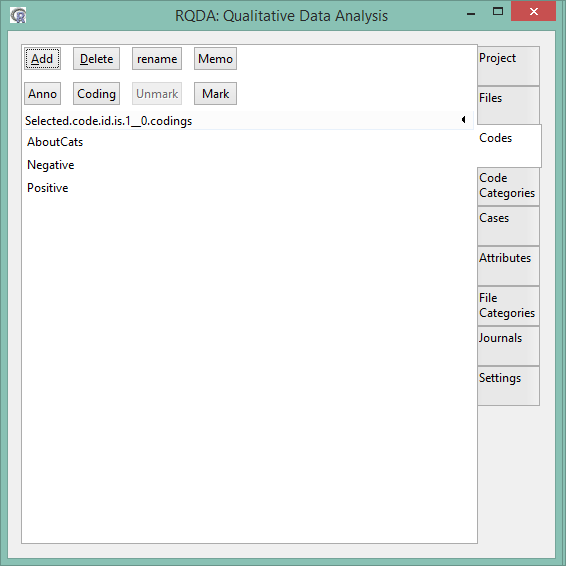 RQDA: Qualitative Data Analysis
Add Delete rename Memo
Anno Coding Unmark Mark
Selected.code.id.is.1__0.codings
AboutCats
Negative
Positive
Project
Files
Codes
Code
Categories
Cases
Attributes
File
Categories
Journals
Settings